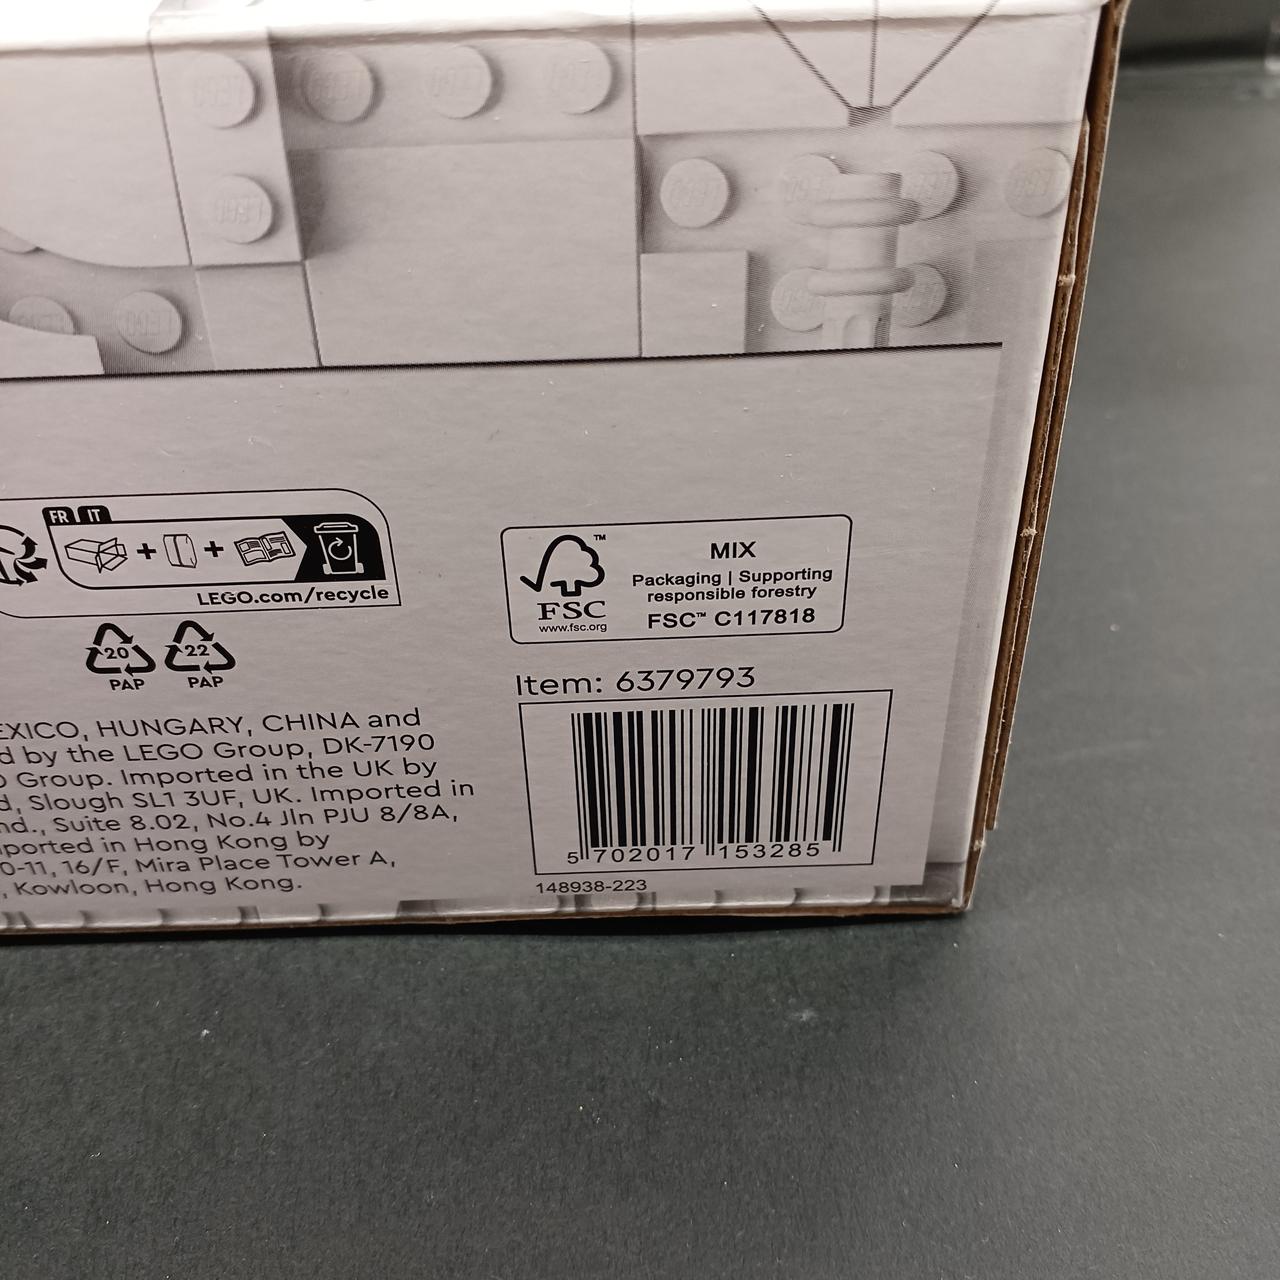 FR IT
LEGO.com/recycle
20
PAP
22
PAP
™
FSC
www.fsc.org
MIX
Packaging | Supporting
responsible forestry
FSC™ C117818
Item: 6379793
5 702017 153285
148938-223
EXICO, HUNGARY, CHINA and
d by the LEGO Group, DK-7190
O Group. Imported in the UK by
d, Slough SL1 3UF, UK. Imported in
nd., Suite 8.02, No.4 Jln PJU 8/8A,
ported in Hong Kong by
0-11, 16/F, Mira Place Tower A,
, Kowloon, Hong Kong.